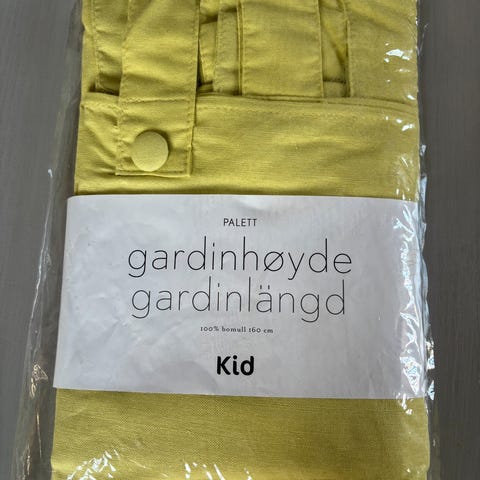 PALETT
gardinhøyde
gardinlängd
100% bomull 160 cm
Kid